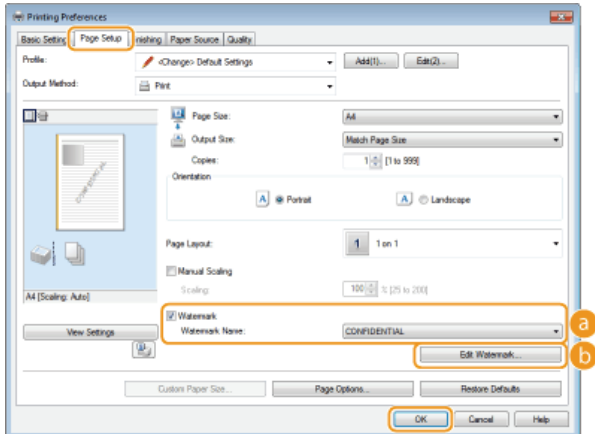 Printing Preferences
Basic Settings Page Setup Finishing Paper Source Quality
Profile: <Change> Default Settings Add(1)... Edit(2)...
Output Method: Print
Page Size: A4
Output Size: Match Page Size
Copies: 1 [1 to 999]
Orientation
A Portrait A Landscape
CONFIDENTIAL
Page Layout: 1 1 on 1
Manual Scaling
Scaling: 100 % [25 to 200]
A4 [Scaling: Auto]
Watermark
a
View Settings Watermark Name: CONFIDENTIAL
Edit Watermark... b
Custom Paper Size... Page Options... Restore Defaults
OK Cancel Help